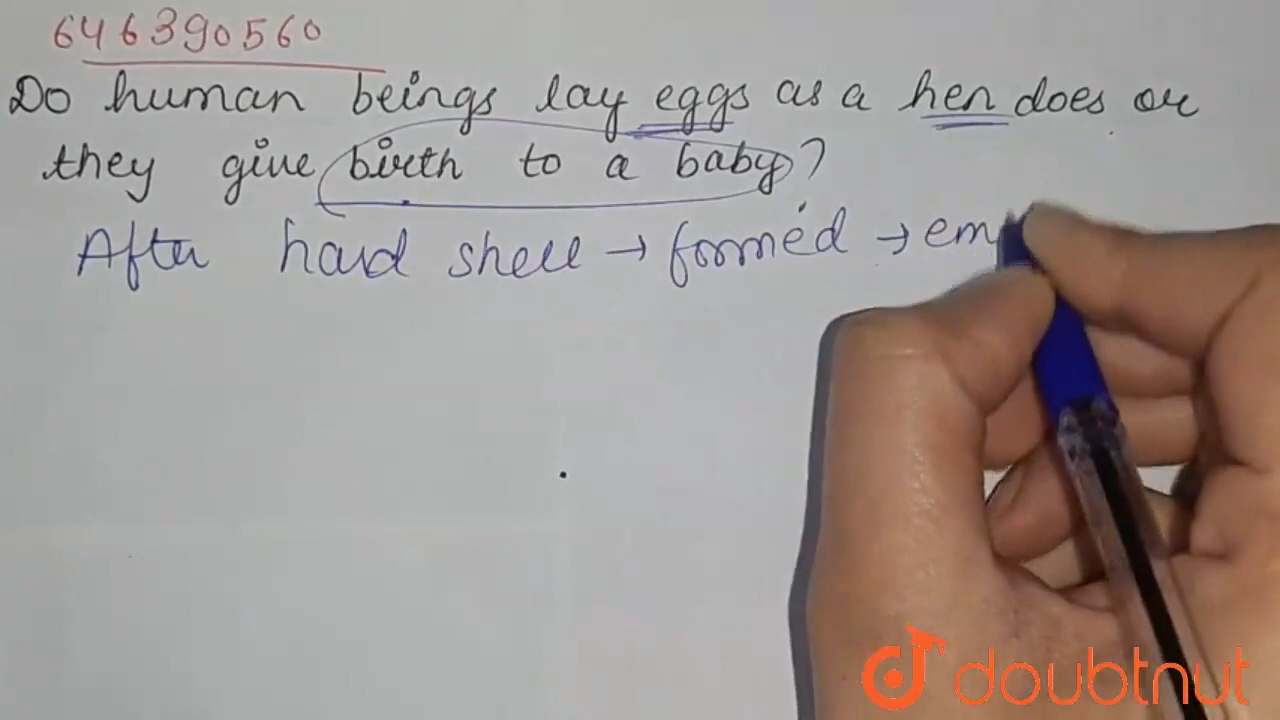 646390560
Do human beings lay eggs as a hen does or
they give birth to a baby?
After hard shell → formed → em
doubtnut